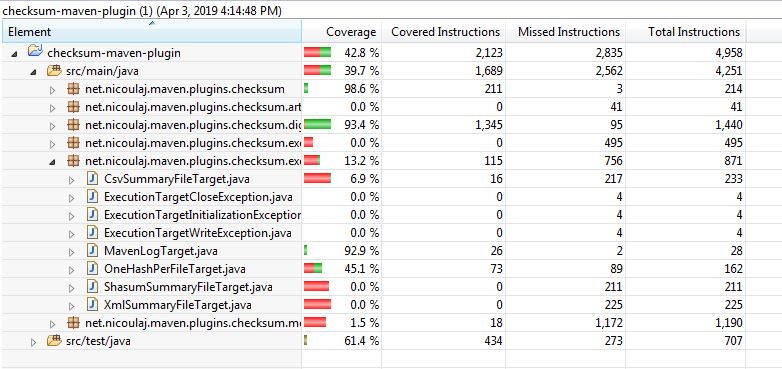 checksum-maven-plugin (1) (Apr 3, 2019 4:14:48 PM)
Element Coverage Covered Instructions Missed Instructions Total Instructions
checksum-maven-plugin 42.8 % 2,123 2,835 4,958
src/main/java 39.7 % 1,689 2,562 4,251
net.nicoulaj.maven.plugins.checksum 98.6 % 211 3 214
net.nicoulaj.maven.plugins.checksum.art 0.0 % 0 41 41
net.nicoulaj.maven.plugins.checksum.dig 93.4 % 1,345 95 1,440
net.nicoulaj.maven.plugins.checksum.exe 0.0 % 0 495 495
net.nicoulaj.maven.plugins.checksum.exe 13.2 % 115 756 871
CsvSummaryFileTarget.java 6.9 % 16 217 233
ExecutionTargetCloseException.java 0.0 % 0 4 4
ExecutionTargetInitializationException 0.0 % 0 4 4
ExecutionTargetWriteException.java 0.0 % 0 4 4
MavenLogTarget.java 92.9 % 26 2 28
OneHashPerFileTarget.java 45.1 % 73 89 162
ShasumSummaryFileTarget.java 0.0 % 0 211 211
XmlSummaryFileTarget.java 0.0 % 0 225 225
net.nicoulaj.maven.plugins.checksum.mo 1.5 % 18 1,172 1,190
src/test/java 61.4 % 434 273 707